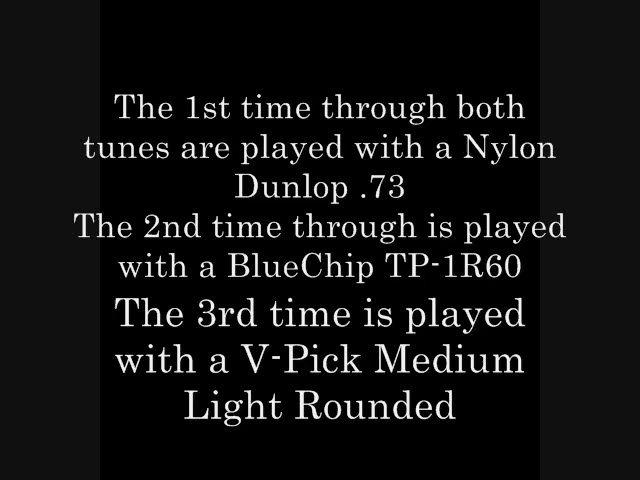 The 1st time through both
tunes are played with a Nylon
Dunlop .73
The 2nd time through is played
with a BlueChip TP-1R60
The 3rd time is played
with a V-Pick Medium
Light Rounded